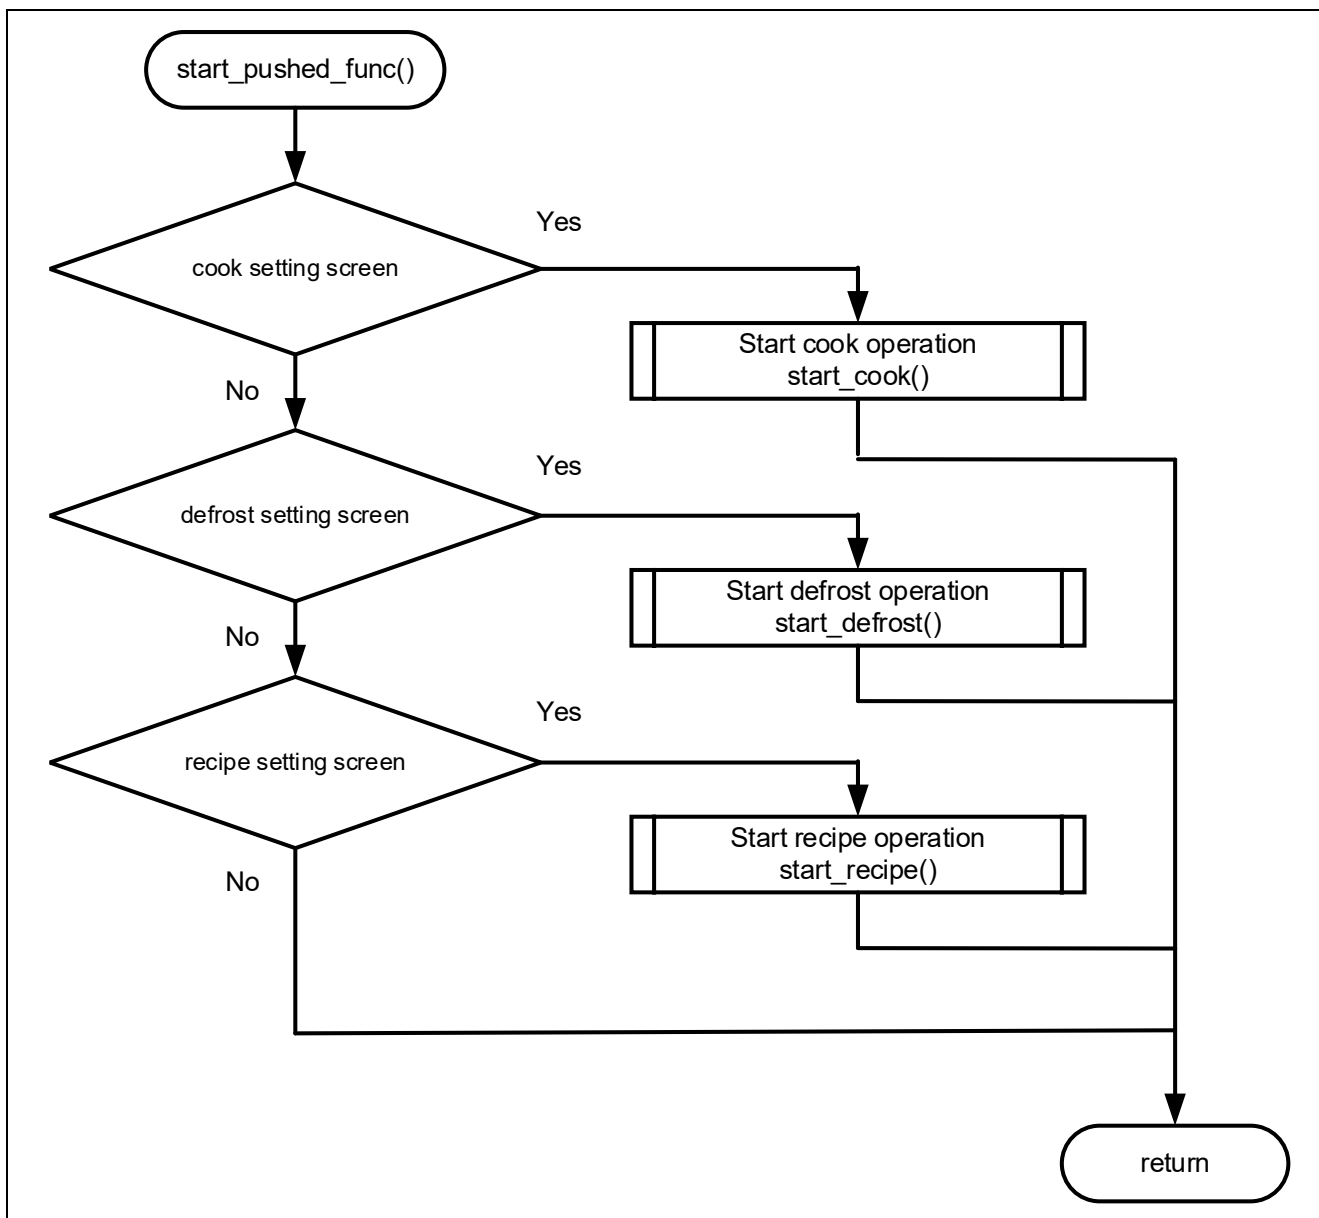 start_pushed_func()
Yes
cook setting screen
Start cook operation
start_cook()
No
Yes
defrost setting screen
Start defrost operation
start_defrost()
No
Yes
recipe setting screen
Start recipe operation
start_recipe()
No
return